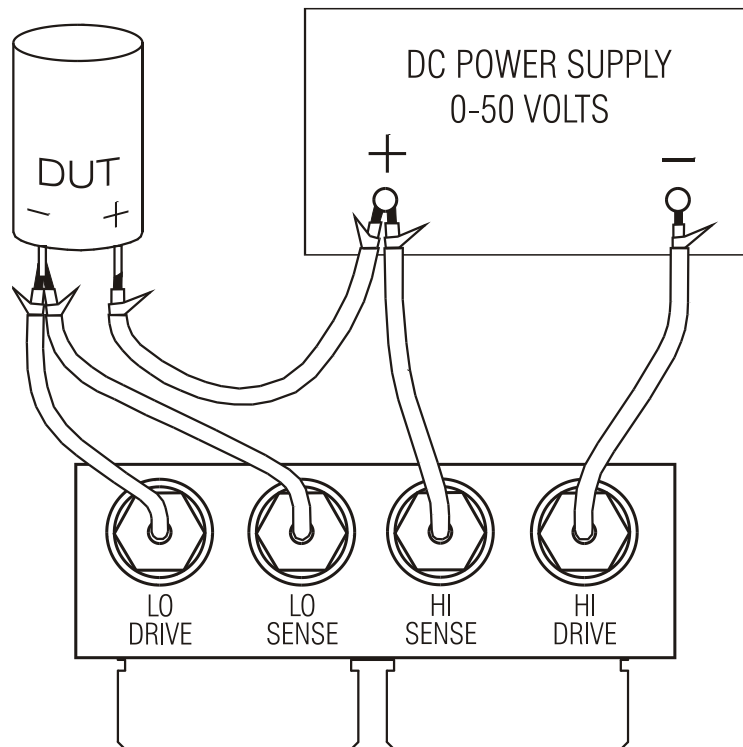 DC POWER SUPPLY
0-50 VOLTS
+ −
DUT
− +
LO
DRIVE
LO
SENSE
HI
SENSE
HI
DRIVE